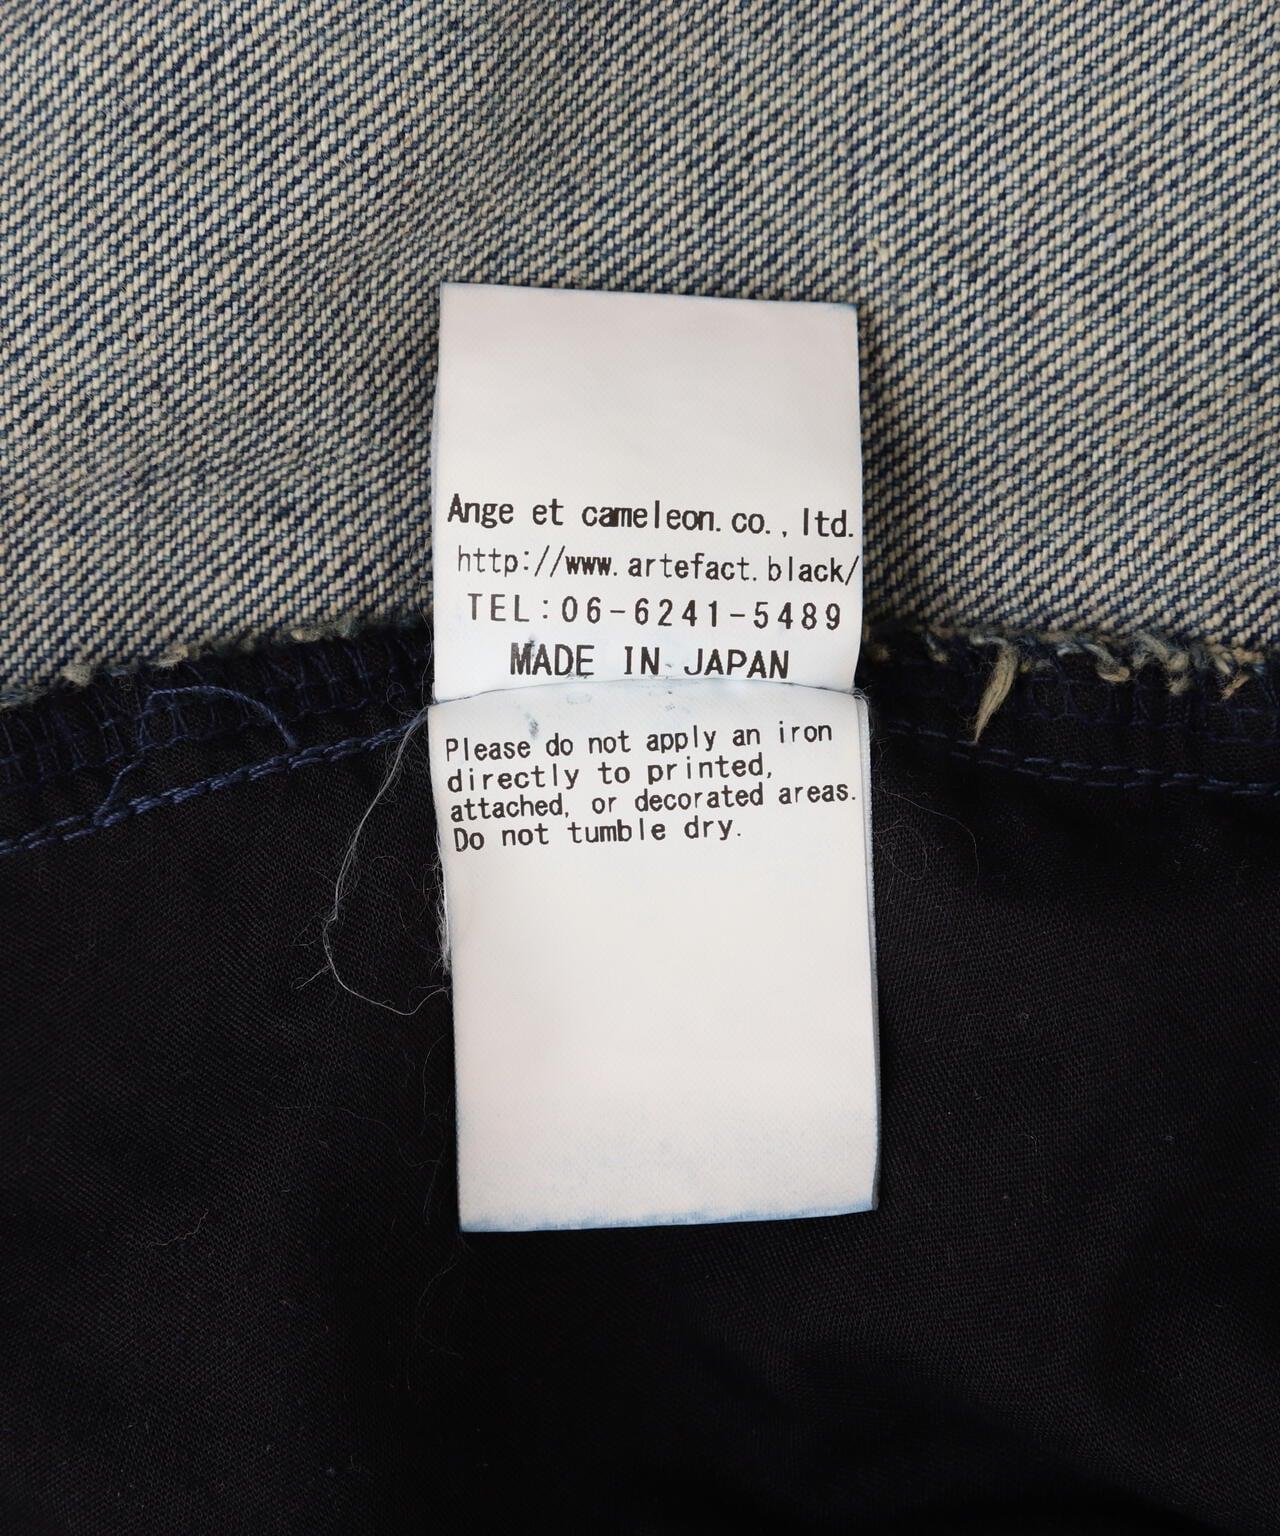 Ange et cameleon.co.,ltd.
http://www.artefact.black/
TEL:06-6241-5489
MADE IN JAPAN
Please do not apply an iron
directly to printed,
attached, or decorated areas.
Do not tumble dry.